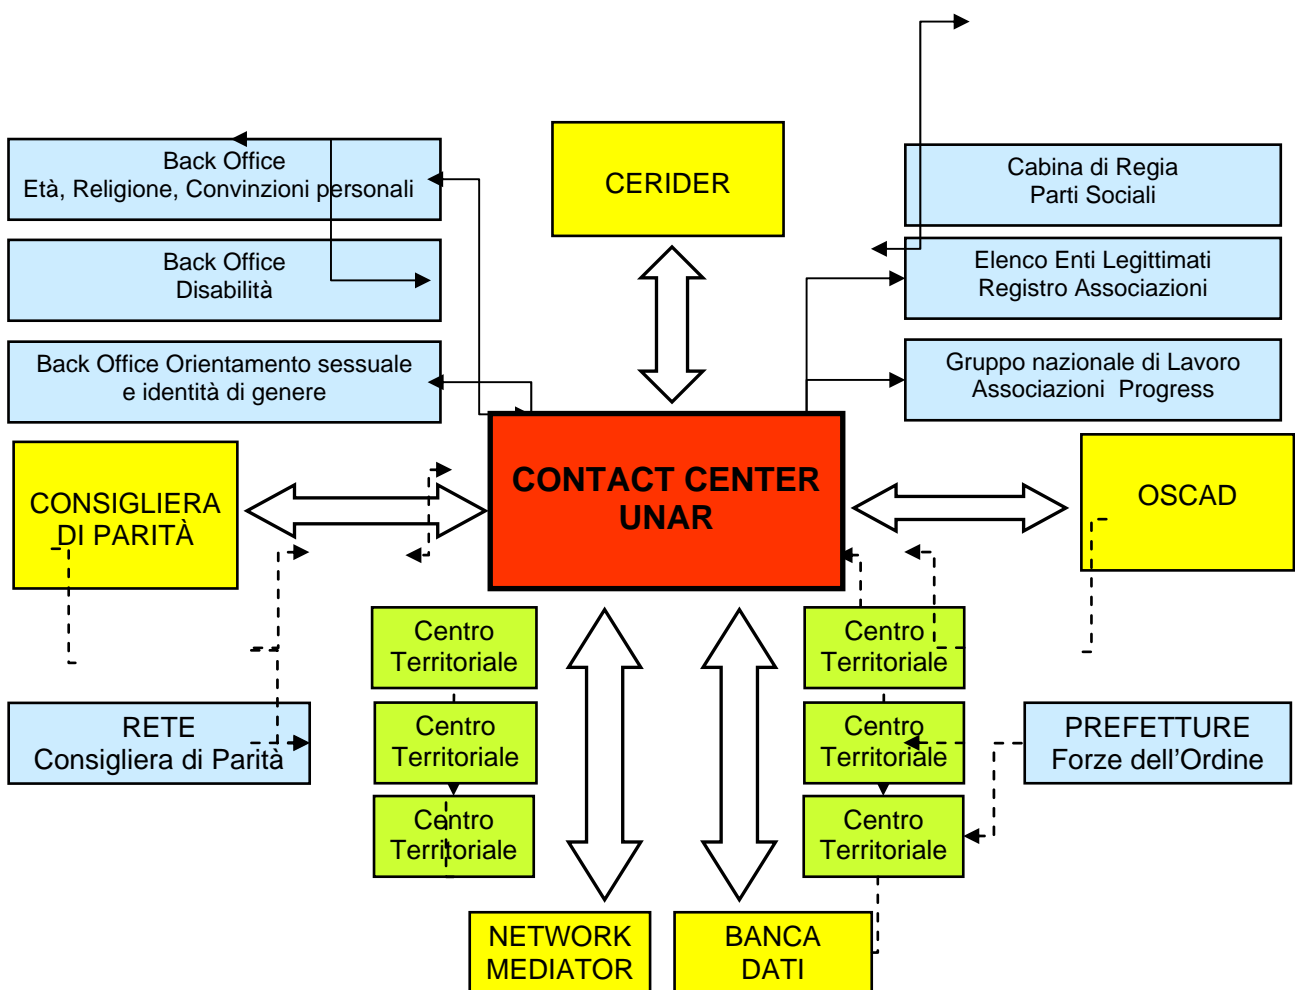 Back Office
Età, Religione, Convinzioni personali
CERIDER
Cabina di Regia
Parti Sociali
Back Office
Disabilità
Elenco Enti Legittimati
Registro Associazioni
Back Office Orientamento sessuale
e identità di genere
Gruppo nazionale di Lavoro
Associazioni Progress
CONSIGLIERA
DI PARITÀ
CONTACT CENTER
UNAR
OSCAD
Centro
Territoriale
Centro
Territoriale
RETE
Consigliera di Parità
Centro
Territoriale
Centro
Territoriale
PREFETTURE
Forze dell'Ordine
Centro
Territoriale
Centro
Territoriale
NETWORK
MEDIATOR
BANCA
DATI